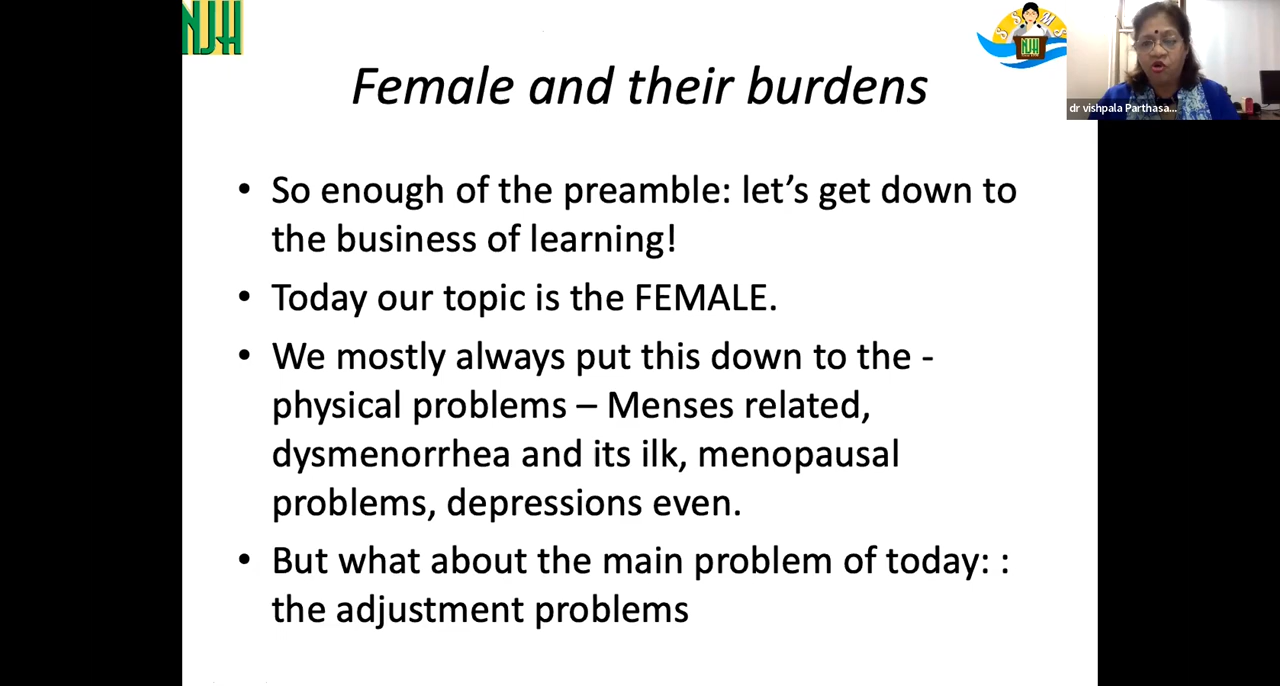 NJH
SSMS
NJH
dr vishpala Parthasa...
Female and their burdens
• So enough of the preamble: let’s get down to
the business of learning!
• Today our topic is the FEMALE.
• We mostly always put this down to the -
physical problems – Menses related,
dysmenorrhea and its ilk, menopausal
problems, depressions even.
• But what about the main problem of today: :
the adjustment problems